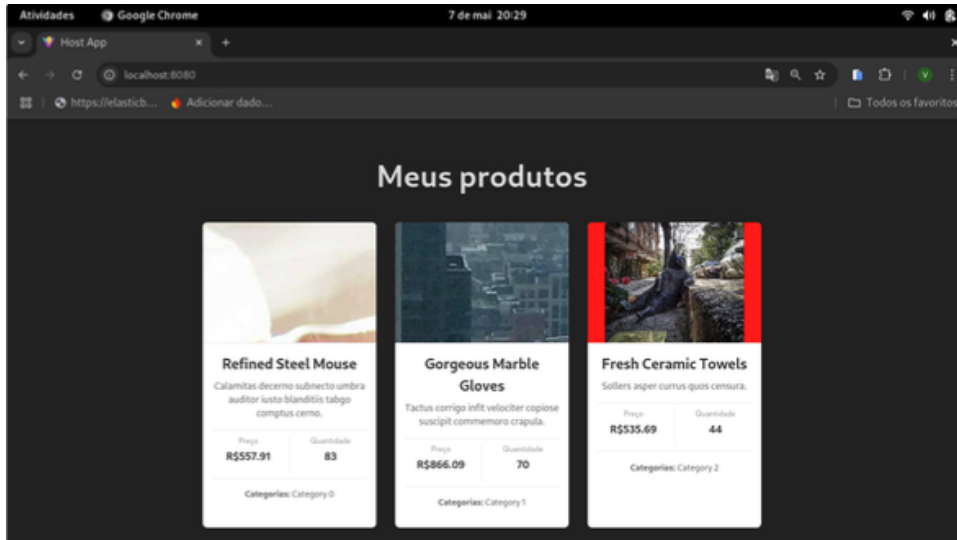 Atividades Google Chrome 7 de mai 20:29
Host App
localhost:8080
https://elasticb... Adicionar dado... Todos os favoritos
Meus produtos
Refined Steel Mouse
Calamitas decerno subnecto umbra
auditor iusto blanditiis tabgo
comptus cerno.
Preço Quantidade
R$557.91 83
Categorias: Category 0
Gorgeous Marble
Gloves
Tactus corrigo infit velociter copiose
suscipit commemoro crapula.
Preço Quantidade
R$866.09 70
Categorias: Category 1
Fresh Ceramic Towels
Sollers asper currus quos censura.
Preço Quantidade
R$535.69 44
Categorias: Category 2